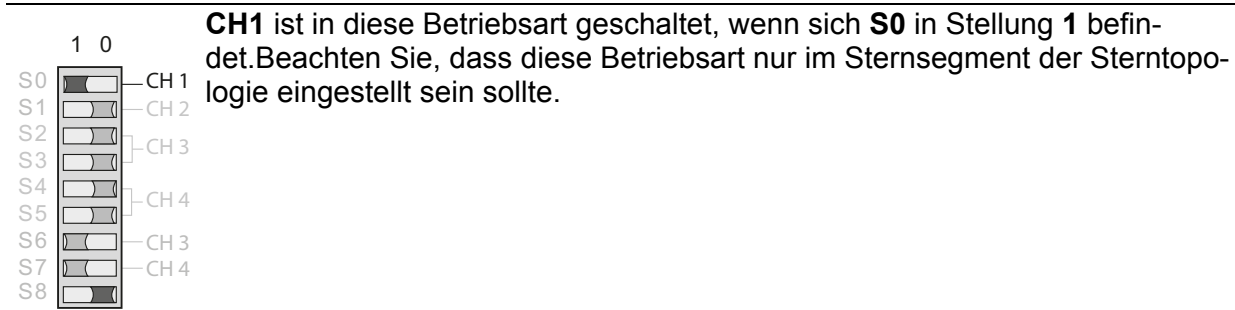 CH1 ist in diese Betriebsart geschaltet, wenn sich S0 in Stellung 1 befin-
det.Beachten Sie, dass diese Betriebsart nur im Sternsegment der Sterntopo-
logie eingestellt sein sollte.
1 0
S0 CH 1
S1 CH 2
S2
CH 3
S3
S4
CH 4
S5
S6 CH 3
S7 CH 4
S8